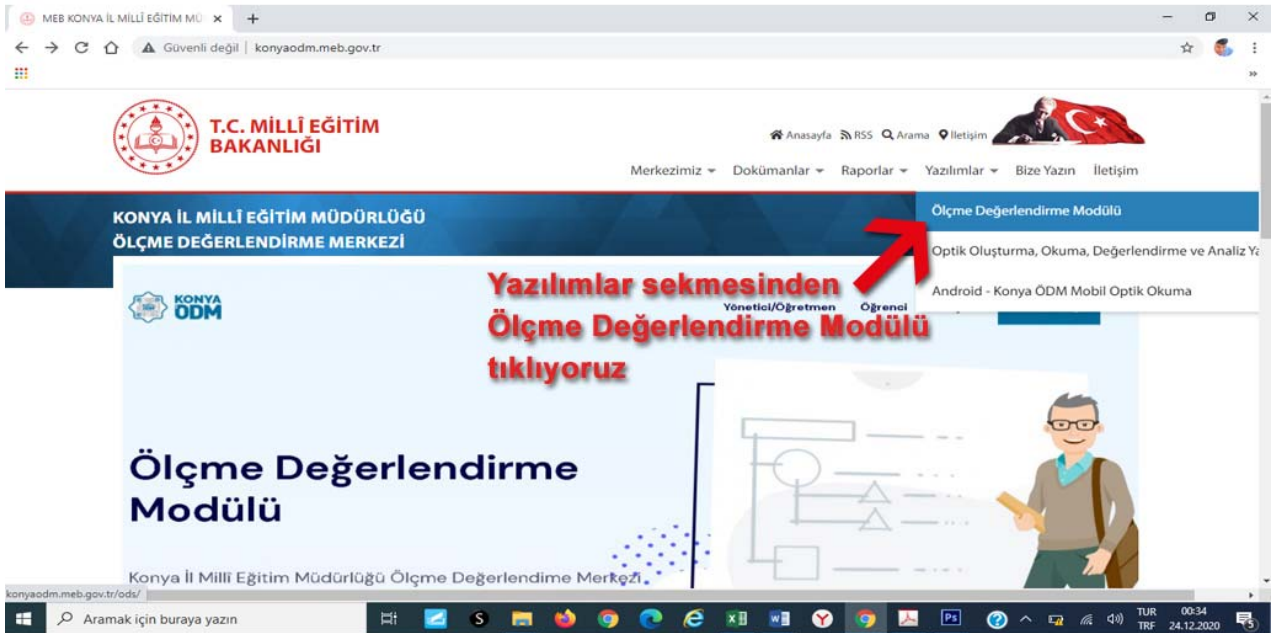 MEB KONYA İL MİLLÎ EĞİTİM MÜ
Güvenli değil | konyaodm.meb.gov.tr
T.C. MİLLÎ EĞİTİM
BAKANLIĞI
Anasayfa RSS Arama İletişim
Merkezimiz Dokümanlar Raporlar Yazılımlar Bize Yazın İletişim
KONYA İL MİLLÎ EĞİTİM MÜDÜRLÜĞÜ
ÖLÇME DEĞERLENDİRME MERKEZİ
Ölçme Değerlendirme Modülü
Optik Oluşturma, Okuma, Değerlendirme ve Analiz Ya
Android - Konya ÖDM Mobil Optik Okuma
KONYA
ÖDM
Yönetici/Öğretmen Öğrenci
Yazılımlar sekmesinden
Ölçme Değerlendirme Modülü
tıklıyoruz
Ölçme Değerlendirme
Modülü
Konya İl Millî Eğitim Müdürlüğü Ölçme Değerlendime Merkezi
konyaodm.meb.gov.tr/ods/
Aramak için buraya yazın
TUR 00:34
TRF 24.12.2020
5